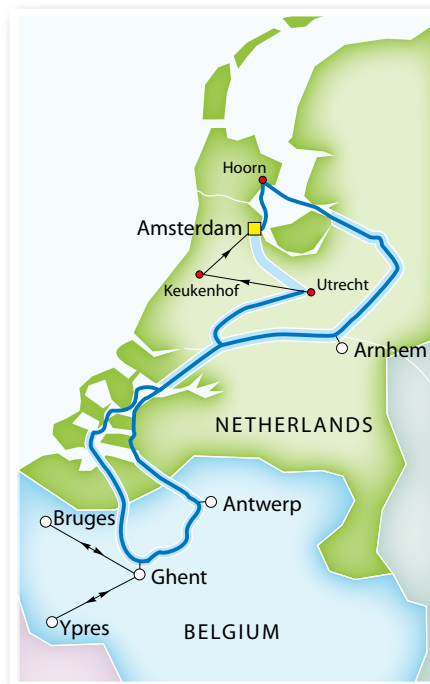 Hoorn
Amsterdam
Keukenhof
Utrecht
Arnhem
NETHERLANDS
Antwerp
Bruges
Ghent
Ypres
BELGIUM